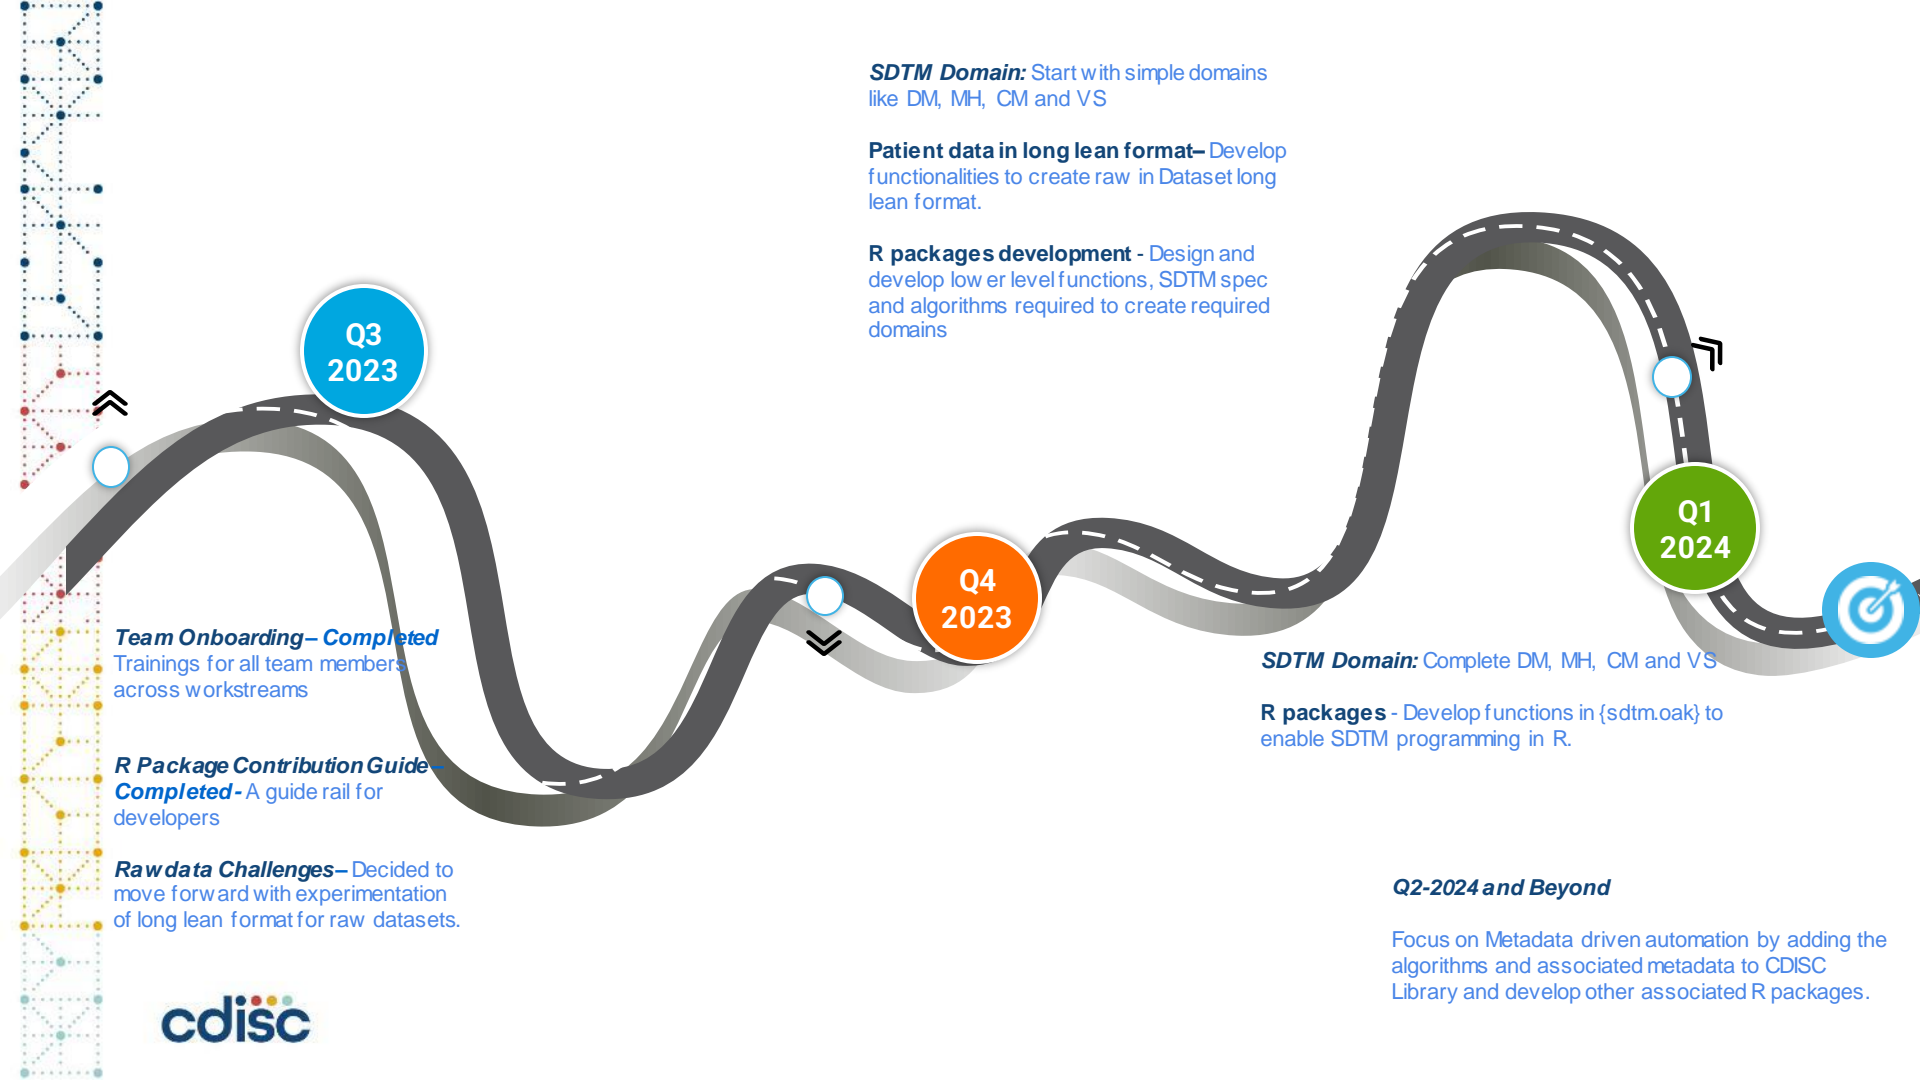 SDTM Domain: Start with simple domains
like DM, MH, CM and VS
Patient data in long lean format– Develop
functionalities to create raw in Dataset long
lean format.
R packages development - Design and
develop lower level functions, SDTM spec
and algorithms required to create required
domains
Q3
2023
Q4
2023
Q1
2024
Team Onboarding– Completed
Trainings for all team members
across workstreams
R Package Contribution Guide–
Completed- A guide rail for
developers
Raw data Challenges– Decided to
move forward with experimentation
of long lean format for raw datasets.
SDTM Domain: Complete DM, MH, CM and VS
R packages - Develop functions in {sdtm.oak} to
enable SDTM programming in R.
Q2-2024 and Beyond
Focus on Metadata driven automation by adding the
algorithms and associated metadata to CDISC
Library and develop other associated R packages.
cdisc